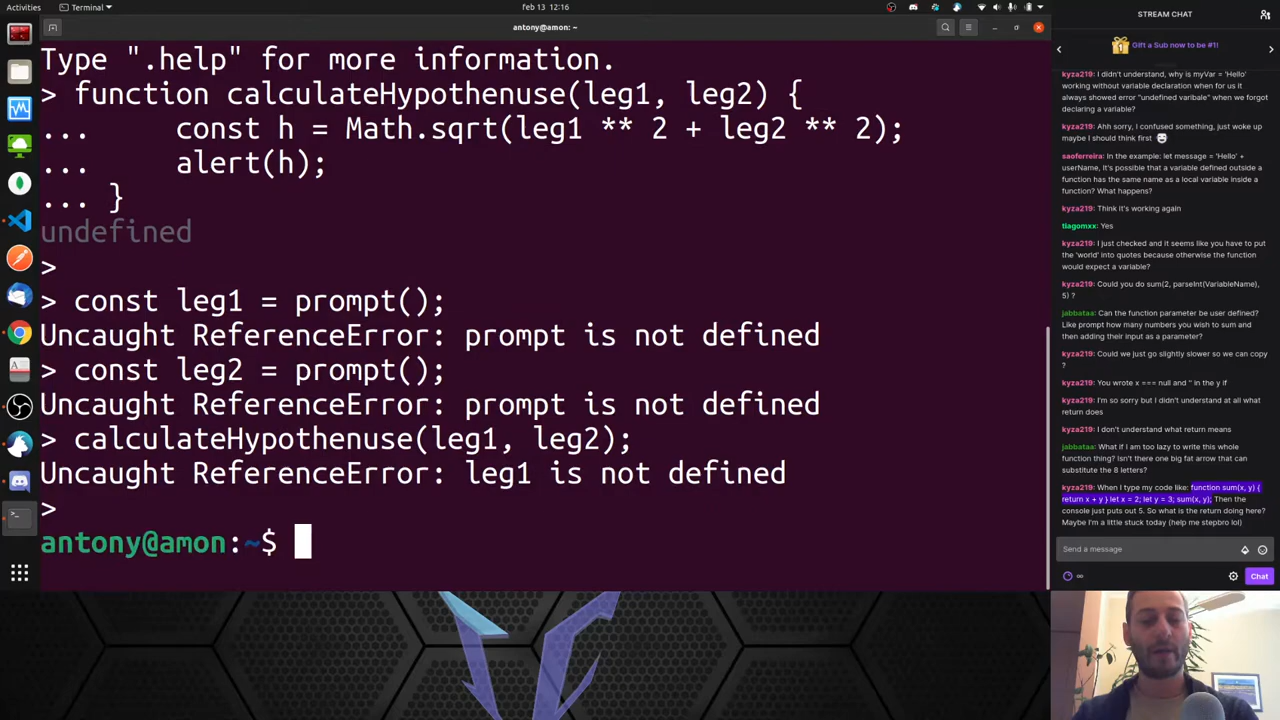 Activities
Terminal
feb 13 12:16
antony@amon: ~
Type ".help" for more information.
> function calculateHypothenuse(leg1, leg2) {
...     const h = Math.sqrt(leg1 ** 2 + leg2 ** 2);
...     alert(h);
... }
undefined
>
> const leg1 = prompt();
Uncaught ReferenceError: prompt is not defined
> const leg2 = prompt();
Uncaught ReferenceError: prompt is not defined
> calculateHypothenuse(leg1, leg2);
Uncaught ReferenceError: leg1 is not defined
>
antony@amon:~$
STREAM CHAT
Gift a Sub now to be #1!
kyza219: I didn't understand, why is myVar = 'Hello'
working without variable declaration when for us it
always showed error "undefined varibale" when we forgot
declaring a variable?
kyza219: Ahh sorry, I confused something, just woke up
maybe I should think first
saoferreira: In the example: let message = 'Hello' +
userName, It's possible that a variable defined outside a
function has the same name as a local variable inside a
function? What happens?
kyza219: Think it's working again
tiagomxx: Yes
kyza219: I just checked and it seems like you have to put
the 'world' into quotes because otherwise the function
would expect a variable?
kyza219: Could you do sum(2, parseInt(VariableName),
5) ?
jabbataa: Can the function parameter be user defined?
Like prompt how many numbers you wish to sum and
then adding their input as a parameter?
kyza219: Could we just go slightly slower so we can copy
?
kyza219: You wrote x === null and '' in the y if
kyza219: I'm so sorry but I didn't understand at all what
return does
kyza219: I don't understand what return means
jabbataa: What if I am too lazy to write this whole
function thing? Isn't there one big fat arrow that can
substitute the 8 letters?
kyza219: When I type my code like: function sum(x, y) {
return x + y } let x = 2; let y = 3; sum(x, y); Then the
console just puts out 5. So what is the return doing here?
Maybe I'm a little stuck today (help me stepbro lol)
Send a message
Chat